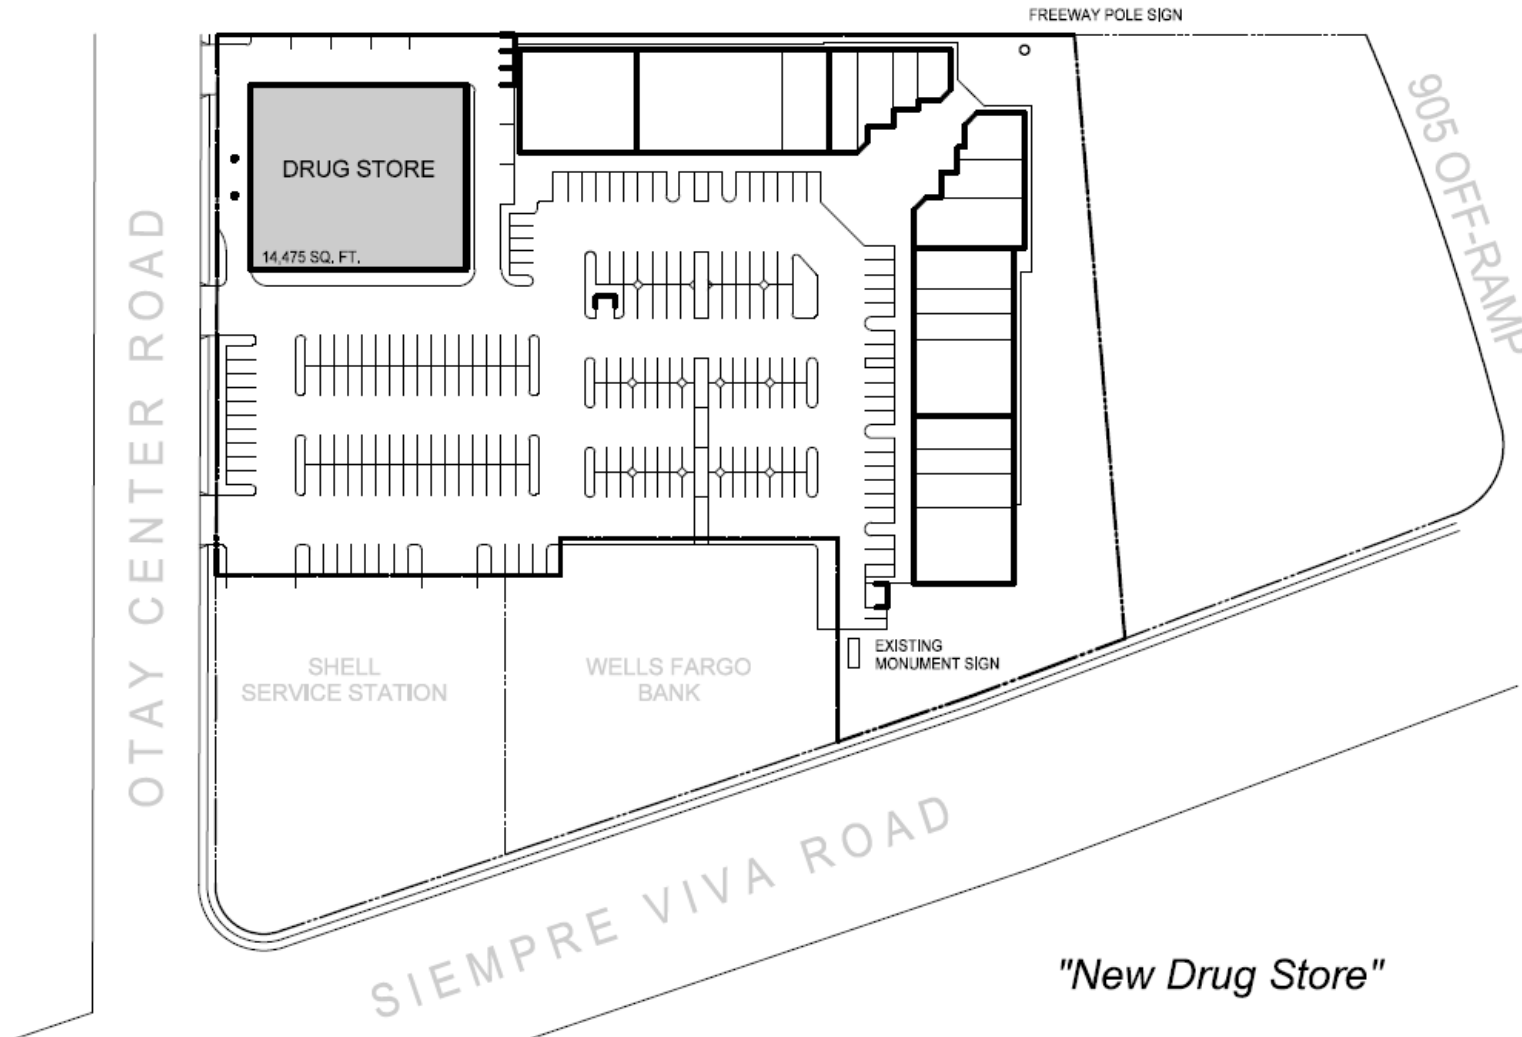 FREEWAY POLE SIGN
905 OFF-RAMP
DRUG STORE
14,475 SQ. FT.
OTAY CENTER ROAD
EXISTING
MONUMENT SIGN
SHELL
SERVICE STATION
WELLS FARGO
BANK
SIEMPRE VIVA ROAD
"New Drug Store"